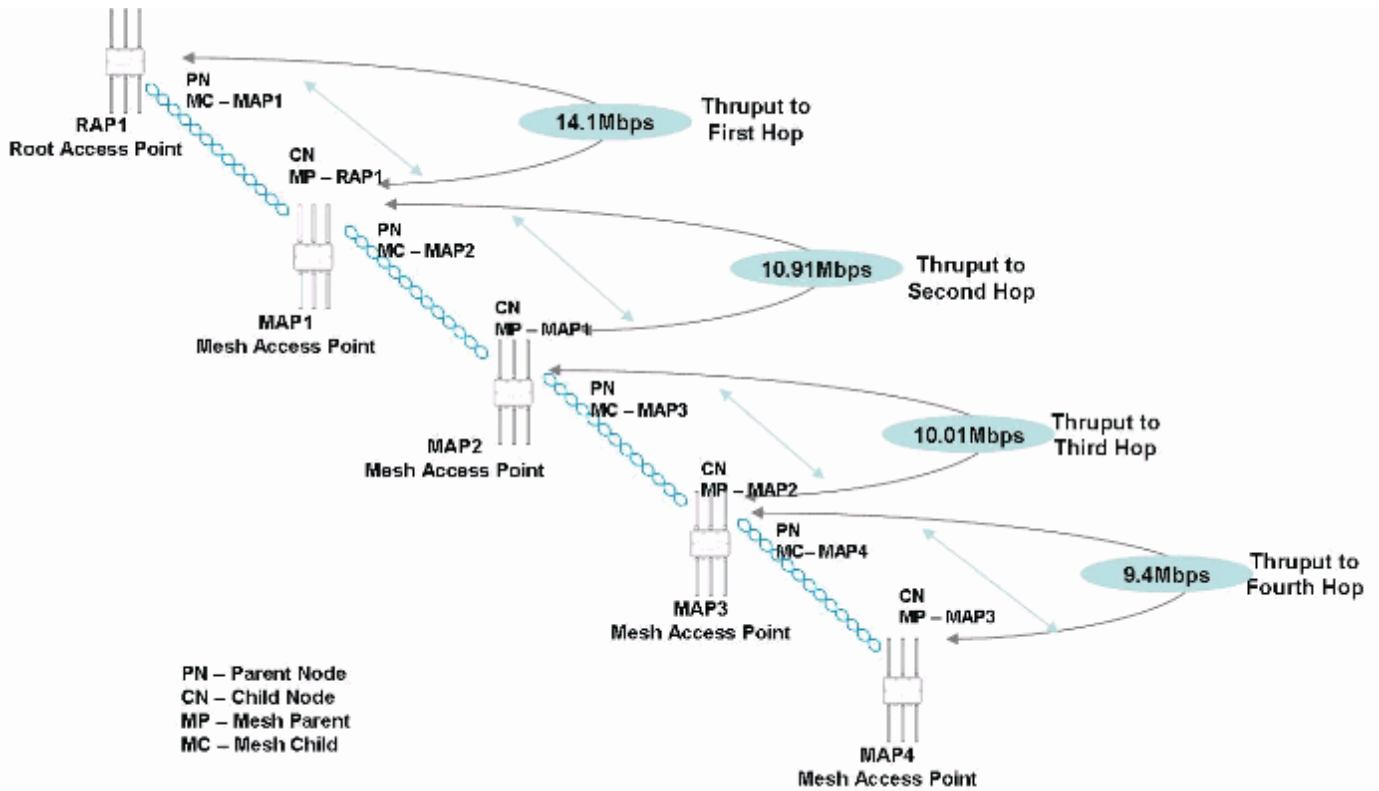 PN
MC – MAP1
RAP1
Root Access Point
14.1Mbps
Thruput to
First Hop
CN
MP – RAP1
PN
MC – MAP2
MAP1
Mesh Access Point
10.91Mbps
Thruput to
Second Hop
CN
MP – MAP1
PN
MC – MAP3
MAP2
Mesh Access Point
10.01Mbps
Thruput to
Third Hop
CN
MP – MAP2
PN
MC– MAP4
MAP3
Mesh Access Point
9.4Mbps
Thruput to
Fourth Hop
CN
MP – MAP3
MAP4
Mesh Access Point
PN – Parent Node
CN – Child Node
MP – Mesh Parent
MC – Mesh Child